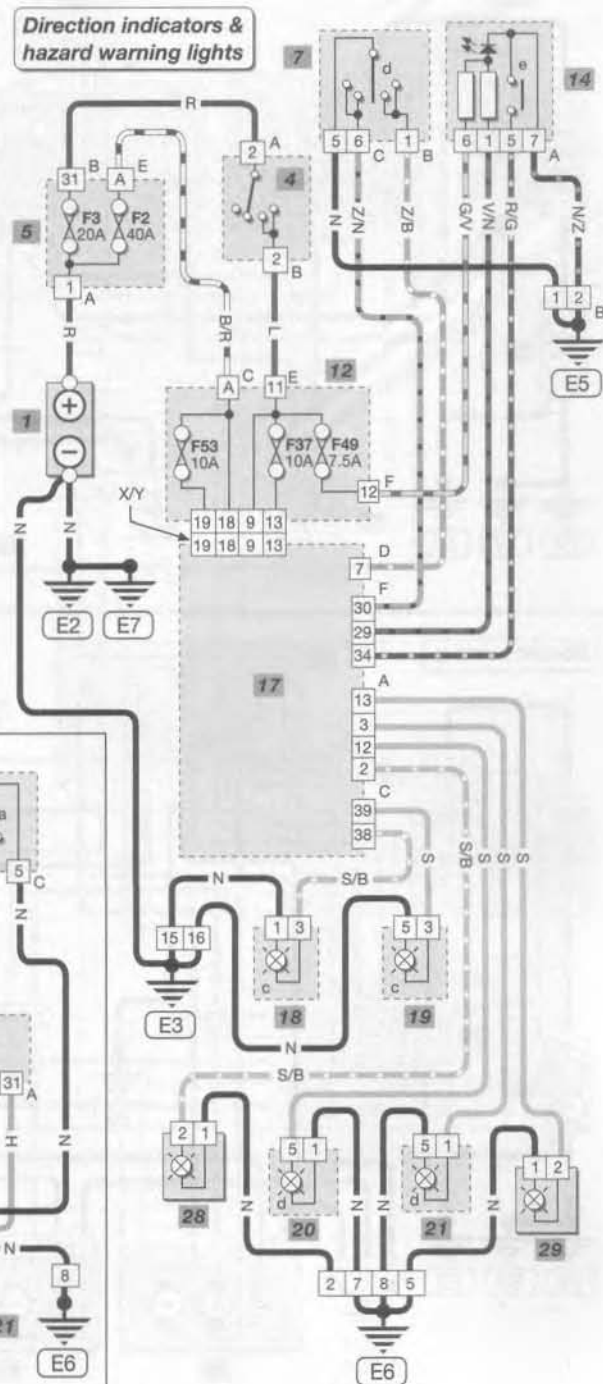 Direction indicators &
hazard warning lights
R
7
14
d
e
2 A
4
5 6 C 1 B
6 1 5 7 A
B 31 A E
5
F3
20A
F2
40A
1 A
2 B
N Z/N Z/B
G/V V/N R/G N/Z
R
B/R
L
1 2 B
E5
1
+
−
C A 11 E
12
F53
10A
F37
10A
F49
7.5A
12 F
X/Y
19 18 9 13
19 18 9 13
N N
E2 E7
D
7
F
30
29
34
17
A
13
3
12
2
C
39
38
a
5 C
N
S/B S S S
N S/B S
15 16
1 3
5 3
c
c
E3
18
19
N
31 A
S/B
H N
2 1
5 1
5 1
1 2
d
d
28
20
21
29
N N N N
N
8
2 7 8 5
21
E6
E6